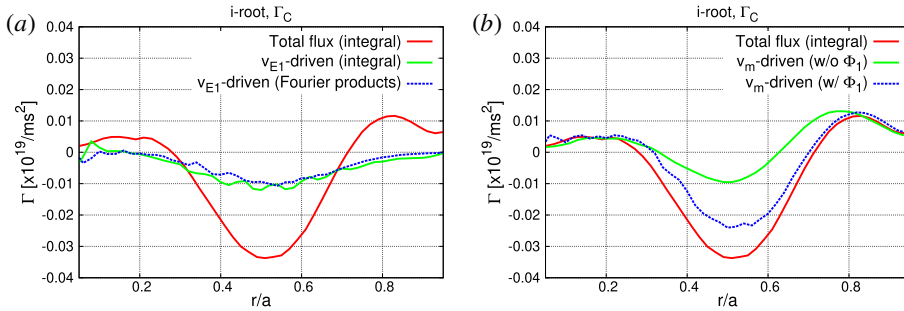 (a)
i-root, Γ_C
Total flux (integral)
v_E1-driven (integral)
v_E1-driven (Fourier products)
0.04
0.03
0.02
0.01
0
-0.01
-0.02
-0.03
-0.04
Γ [x10^19/ms^2]
0.2 0.4 0.6 0.8
r/a
(b)
i-root, Γ_C
Total flux (integral)
v_m-driven (w/o Φ_1)
v_m-driven (w/ Φ_1)
0.04
0.03
0.02
0.01
0
-0.01
-0.02
-0.03
-0.04
Γ [x10^19/ms^2]
0.2 0.4 0.6 0.8
r/a